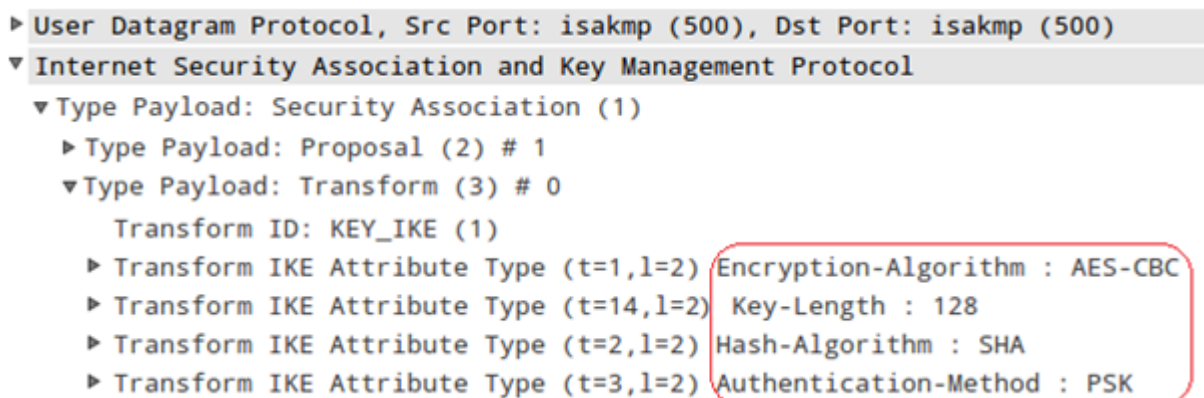 User Datagram Protocol, Src Port: isakmp (500), Dst Port: isakmp (500)
Internet Security Association and Key Management Protocol
Type Payload: Security Association (1)
Type Payload: Proposal (2) # 1
Type Payload: Transform (3) # 0
Transform ID: KEY_IKE (1)
Transform IKE Attribute Type (t=1,l=2) Encryption-Algorithm : AES-CBC
Transform IKE Attribute Type (t=14,l=2) Key-Length : 128
Transform IKE Attribute Type (t=2,l=2) Hash-Algorithm : SHA
Transform IKE Attribute Type (t=3,l=2) Authentication-Method : PSK